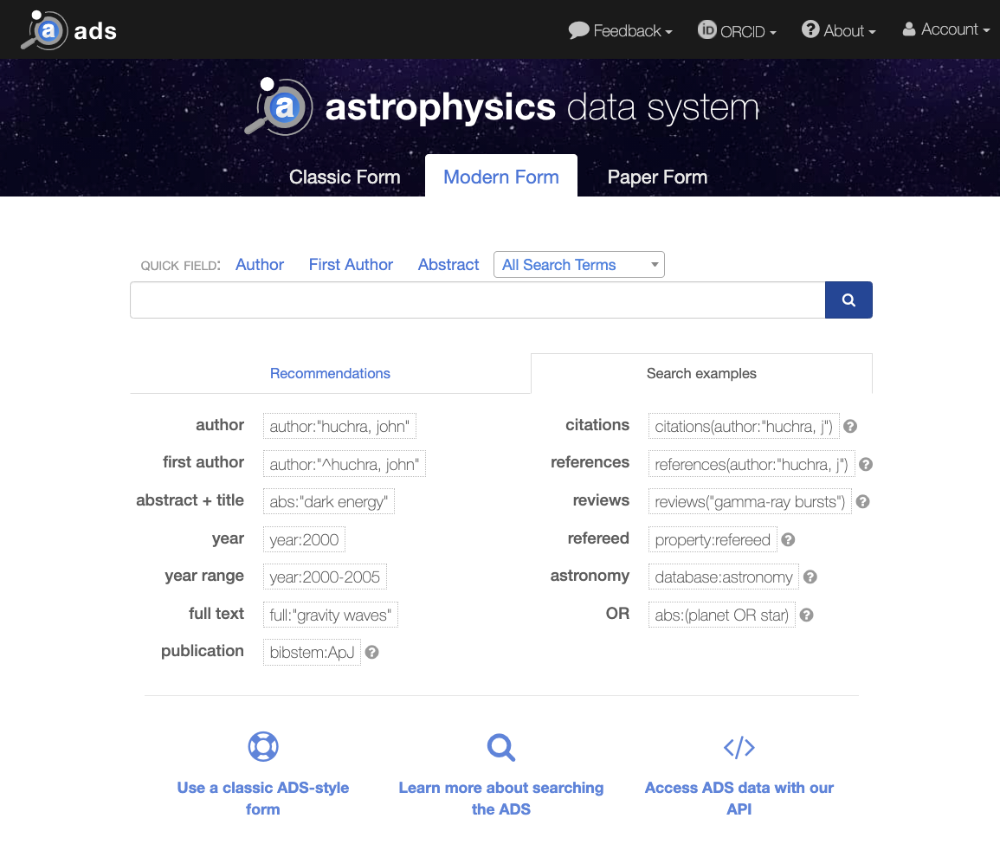 a ads
Feedback
iD ORCID
About
Account
a astrophysics data system
Classic Form
Modern Form
Paper Form
QUICK FIELD: Author First Author Abstract All Search Terms
Recommendations
Search examples
author author:"huchra, john"
first author author:"^huchra, john"
abstract + title abs:"dark energy"
year year:2000
year range year:2000-2005
full text full:"gravity waves"
publication bibstem:ApJ ?
citations citations(author:"huchra, j") ?
references references(author:"huchra, j") ?
reviews reviews("gamma-ray bursts") ?
refereed property:refereed ?
astronomy database:astronomy ?
OR abs:(planet OR star) ?
Use a classic ADS-style
form
Learn more about searching
the ADS
</>
Access ADS data with our
API